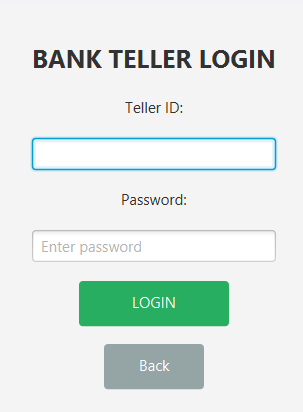 BANK TELLER LOGIN
Teller ID:
Password:
Enter password
LOGIN
Back